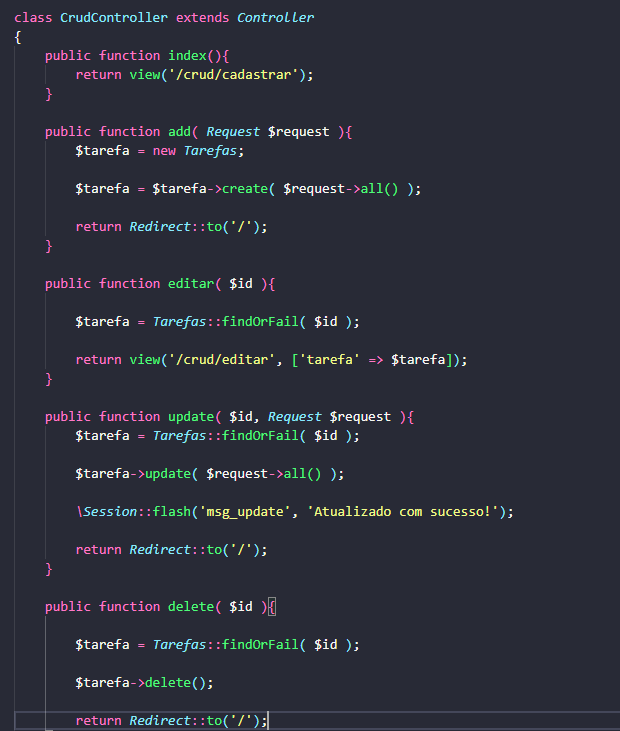 class CrudController extends Controller
{
    public function index(){
        return view('/crud/cadastrar');
    }
    public function add( Request $request ){
        $tarefa = new Tarefas;
        $tarefa = $tarefa->create( $request->all() );
        return Redirect::to('/');
    }
    public function editar( $id ){
        $tarefa = Tarefas::findOrFail( $id );
        return view('/crud/editar', ['tarefa' => $tarefa]);
    }
    public function update( $id, Request $request ){
        $tarefa = Tarefas::findOrFail( $id );
        $tarefa->update( $request->all() );
        \Session::flash('msg_update', 'Atualizado com sucesso!');
        return Redirect::to('/');
    }
    public function delete( $id ){
        $tarefa = Tarefas::findOrFail( $id );
        $tarefa->delete();
        return Redirect::to('/');